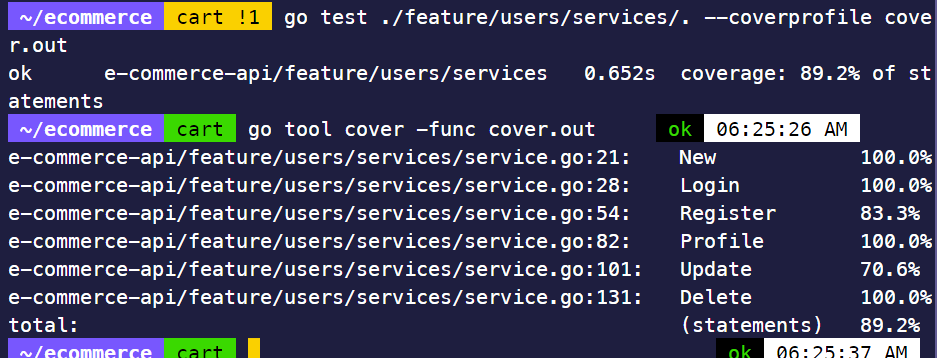 ~/ecommerce cart !1 go test ./feature/users/services/. --coverprofile cove
r.out
ok e-commerce-api/feature/users/services 0.652s coverage: 89.2% of st
atements
~/ecommerce cart go tool cover -func cover.out ok 06:25:26 AM
e-commerce-api/feature/users/services/service.go:21: New 100.0%
e-commerce-api/feature/users/services/service.go:28: Login 100.0%
e-commerce-api/feature/users/services/service.go:54: Register 83.3%
e-commerce-api/feature/users/services/service.go:82: Profile 100.0%
e-commerce-api/feature/users/services/service.go:101: Update 70.6%
e-commerce-api/feature/users/services/service.go:131: Delete 100.0%
total: (statements) 89.2%
~/ecommerce cart ok 06:25:37 AM